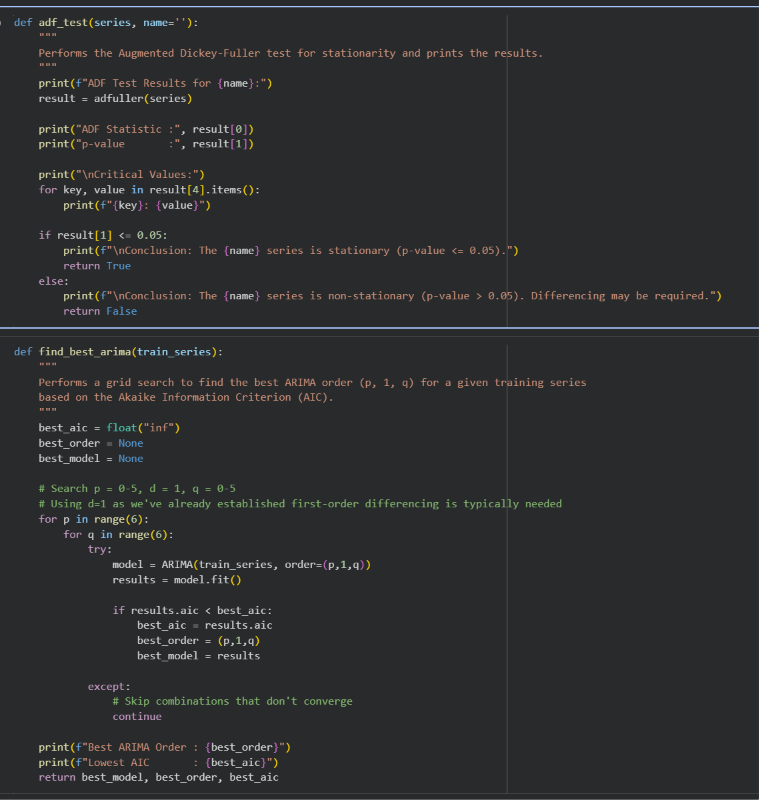 def adf_test(series, name=''):
    """
    Performs the Augmented Dickey-Fuller test for stationarity and prints the results.
    """
    print(f"ADF Test Results for {name}:")
    result = adfuller(series)

    print("ADF Statistic :", result[0])
    print("p-value       :", result[1])

    print("\nCritical Values:")
    for key, value in result[4].items():
        print(f"{key}: {value}")

    if result[1] <= 0.05:
        print(f"\nConclusion: The {name} series is stationary (p-value <= 0.05).")
        return True
    else:
        print(f"\nConclusion: The {name} series is non-stationary (p-value > 0.05). Differencing may be required.")
        return False

def find_best_arima(train_series):
    """
    Performs a grid search to find the best ARIMA order (p, 1, q) for a given training series
    based on the Akaike Information Criterion (AIC).
    """
    best_aic = float("inf")
    best_order = None
    best_model = None

    # Search p = 0-5, d = 1, q = 0-5
    # Using d=1 as we've already established first-order differencing is typically needed
    for p in range(6):
        for q in range(6):
            try:
                model = ARIMA(train_series, order=(p,1,q))
                results = model.fit()

                if results.aic < best_aic:
                    best_aic = results.aic
                    best_order = (p,1,q)
                    best_model = results

            except:
                # Skip combinations that don't converge
                continue

    print(f"Best ARIMA Order : {best_order}")
    print(f"Lowest AIC       : {best_aic}")
    return best_model, best_order, best_aic